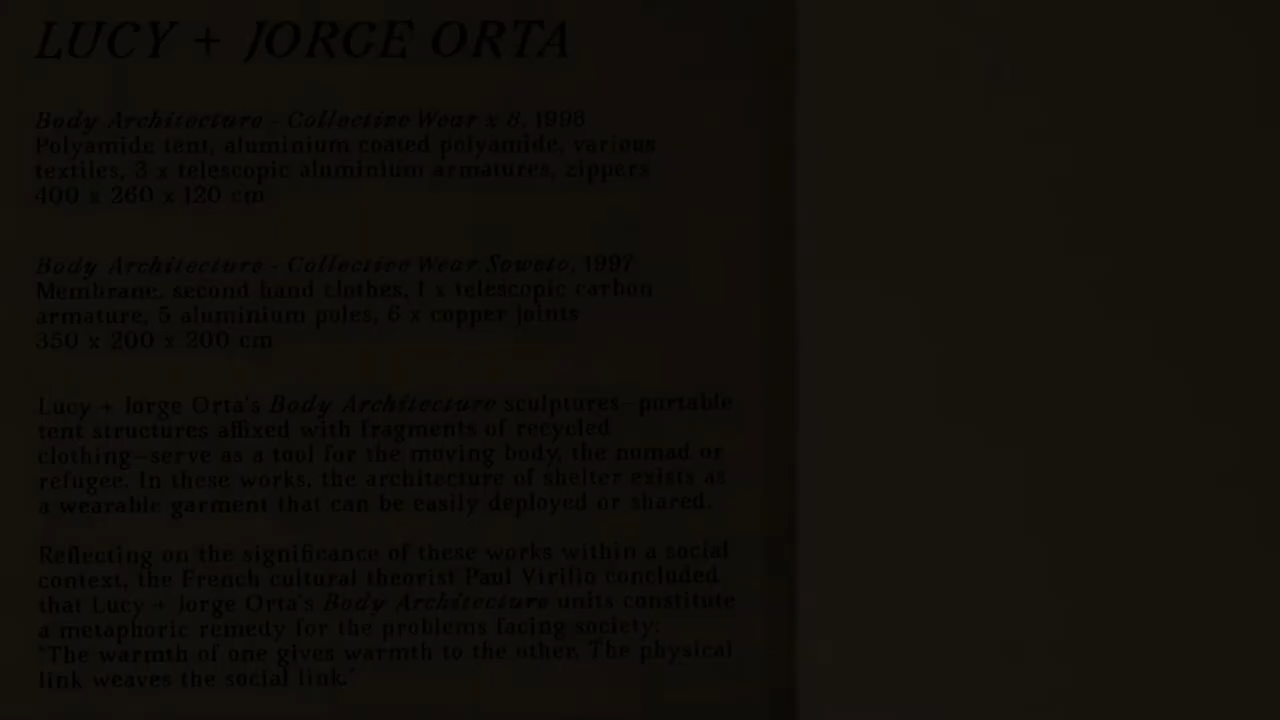 LUCY + JORGE ORTA
Body Architecture - Collective Wear x 8, 1998
Polyamide tent, aluminium coated polyamide, various
textiles, 3 x telescopic aluminium armatures, zippers
400 x 260 x 120 cm
Body Architecture - Collective Wear Soweto, 1997
Membrane, second hand clothes, 1 x telescopic carbon
armature, 5 aluminium poles, 6 x copper joints
350 x 200 x 200 cm
Lucy + Jorge Orta's Body Architecture sculptures—portable
tent structures affixed with fragments of recycled
clothing—serve as a tool for the moving body, the nomad or
refugee. In these works, the architecture of shelter exists as
a wearable garment that can be easily deployed or shared.
Reflecting on the significance of these works within a social
context, the French cultural theorist Paul Virilio concluded
that Lucy + Jorge Orta's Body Architecture units constitute
a metaphoric remedy for the problems facing society:
"The warmth of one gives warmth to the other. The physical
link weaves the social link."